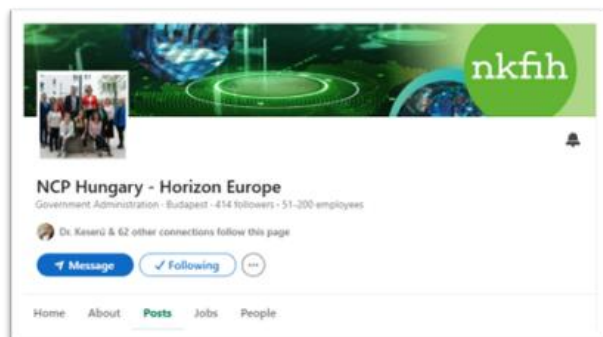 nkfih
NCP Hungary - Horizon Europe
Government Administration · Budapest · 414 followers · 51-200 employees
Dr. Keserű & 62 other connections follow this page
Message Following
Home About Posts Jobs People